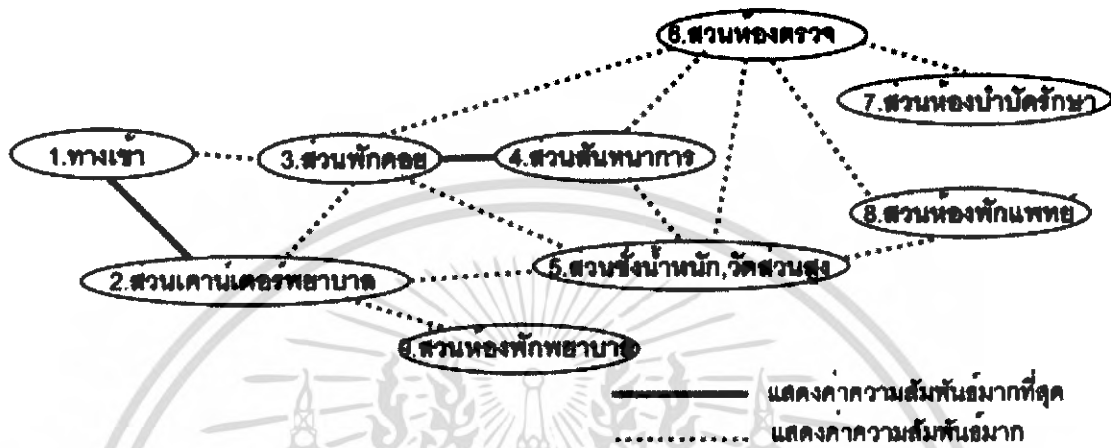 6.ส่วนห้องตรวจ
7.ส่วนห้องบำบัดรักษา
1.ทางเข้า
3.ส่วนพักคอย
4.ส่วนสันทนาการ
8.ส่วนห้องพักแพทย์
2.ส่วนเคาน์เตอร์พยาบาล
5.ส่วนชั่งน้ำหนัก,วัดส่วนสูง
9.ส่วนห้องพักพยาบาล
แสดงค่าความสัมพันธ์มากที่สุด
แสดงค่าความสัมพันธ์มาก